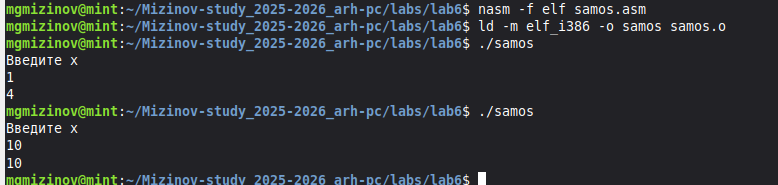 mgmizinov@mint:~/Mizinov-study_2025-2026_arh-pc/labs/lab6$ nasm -f elf samos.asm
mgmizinov@mint:~/Mizinov-study_2025-2026_arh-pc/labs/lab6$ ld -m elf_i386 -o samos samos.o
mgmizinov@mint:~/Mizinov-study_2025-2026_arh-pc/labs/lab6$ ./samos
Введите x
1
4
mgmizinov@mint:~/Mizinov-study_2025-2026_arh-pc/labs/lab6$ ./samos
Введите x
10
10
mgmizinov@mint:~/Mizinov-study_2025-2026_arh-pc/labs/lab6$